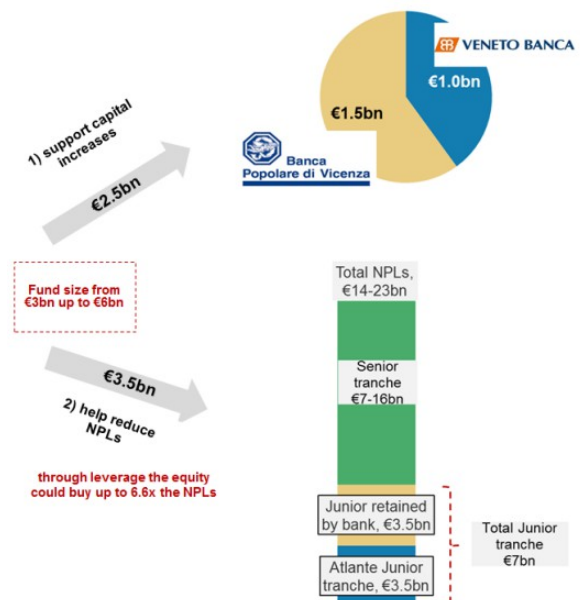 VENETO BANCA
€1.0bn
€1.5bn
Banca
Popolare di Vicenza
1) support capital
increases
€2.5bn
Fund size from
€3bn up to €6bn
€3.5bn
2) help reduce
NPLs
through leverage the equity
could buy up to 6.6x the NPLs
Total NPLs,
€14-23bn
Senior
tranche
€7-16bn
Junior retained
by bank, €3.5bn
Atlante Junior
tranche, €3.5bn
Total Junior
tranche
€7bn